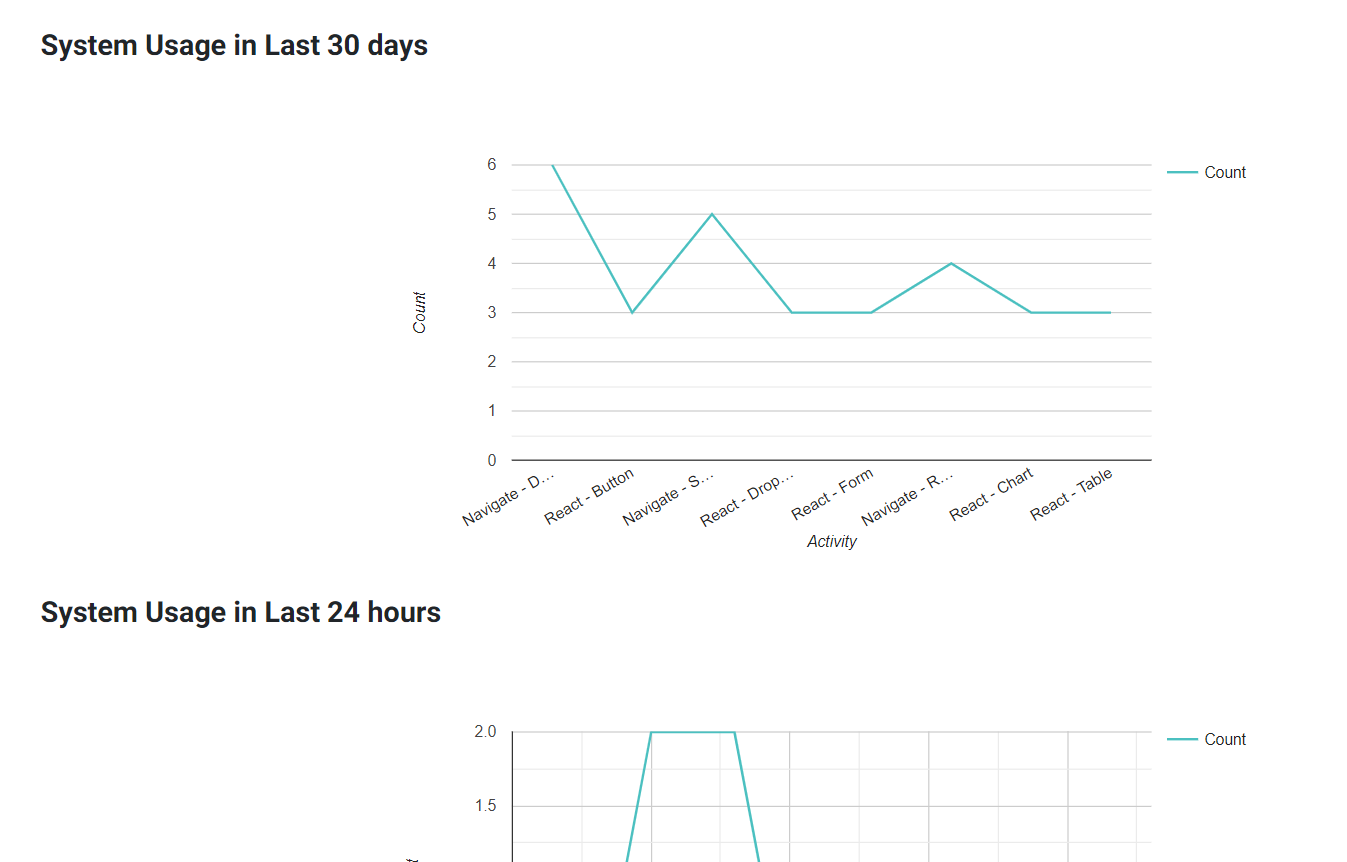 System Usage in Last 30 days
6
Count
5
4
3
2
1
0
Count
Navigate - D...
React - Button
Navigate - S...
React - Drop...
React - Form
Navigate - R...
React - Chart
React - Table
Activity
System Usage in Last 24 hours
2.0
Count
1.5